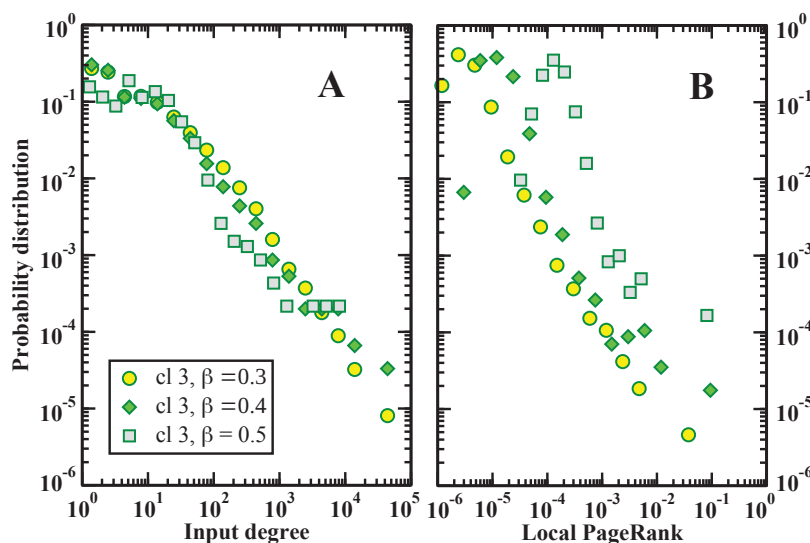 Probability distribution
10^0
10^-1
10^-2
10^-3
10^-4
10^-5
10^-6
A
cl 3, β = 0.3
cl 3, β = 0.4
cl 3, β = 0.5
10^0 10^1 10^2 10^3 10^4 10^5
Input degree
B
10^0
10^-1
10^-2
10^-3
10^-4
10^-5
10^-6
10^-6 10^-5 10^-4 10^-3 10^-2 10^-1 10^0
Local PageRank